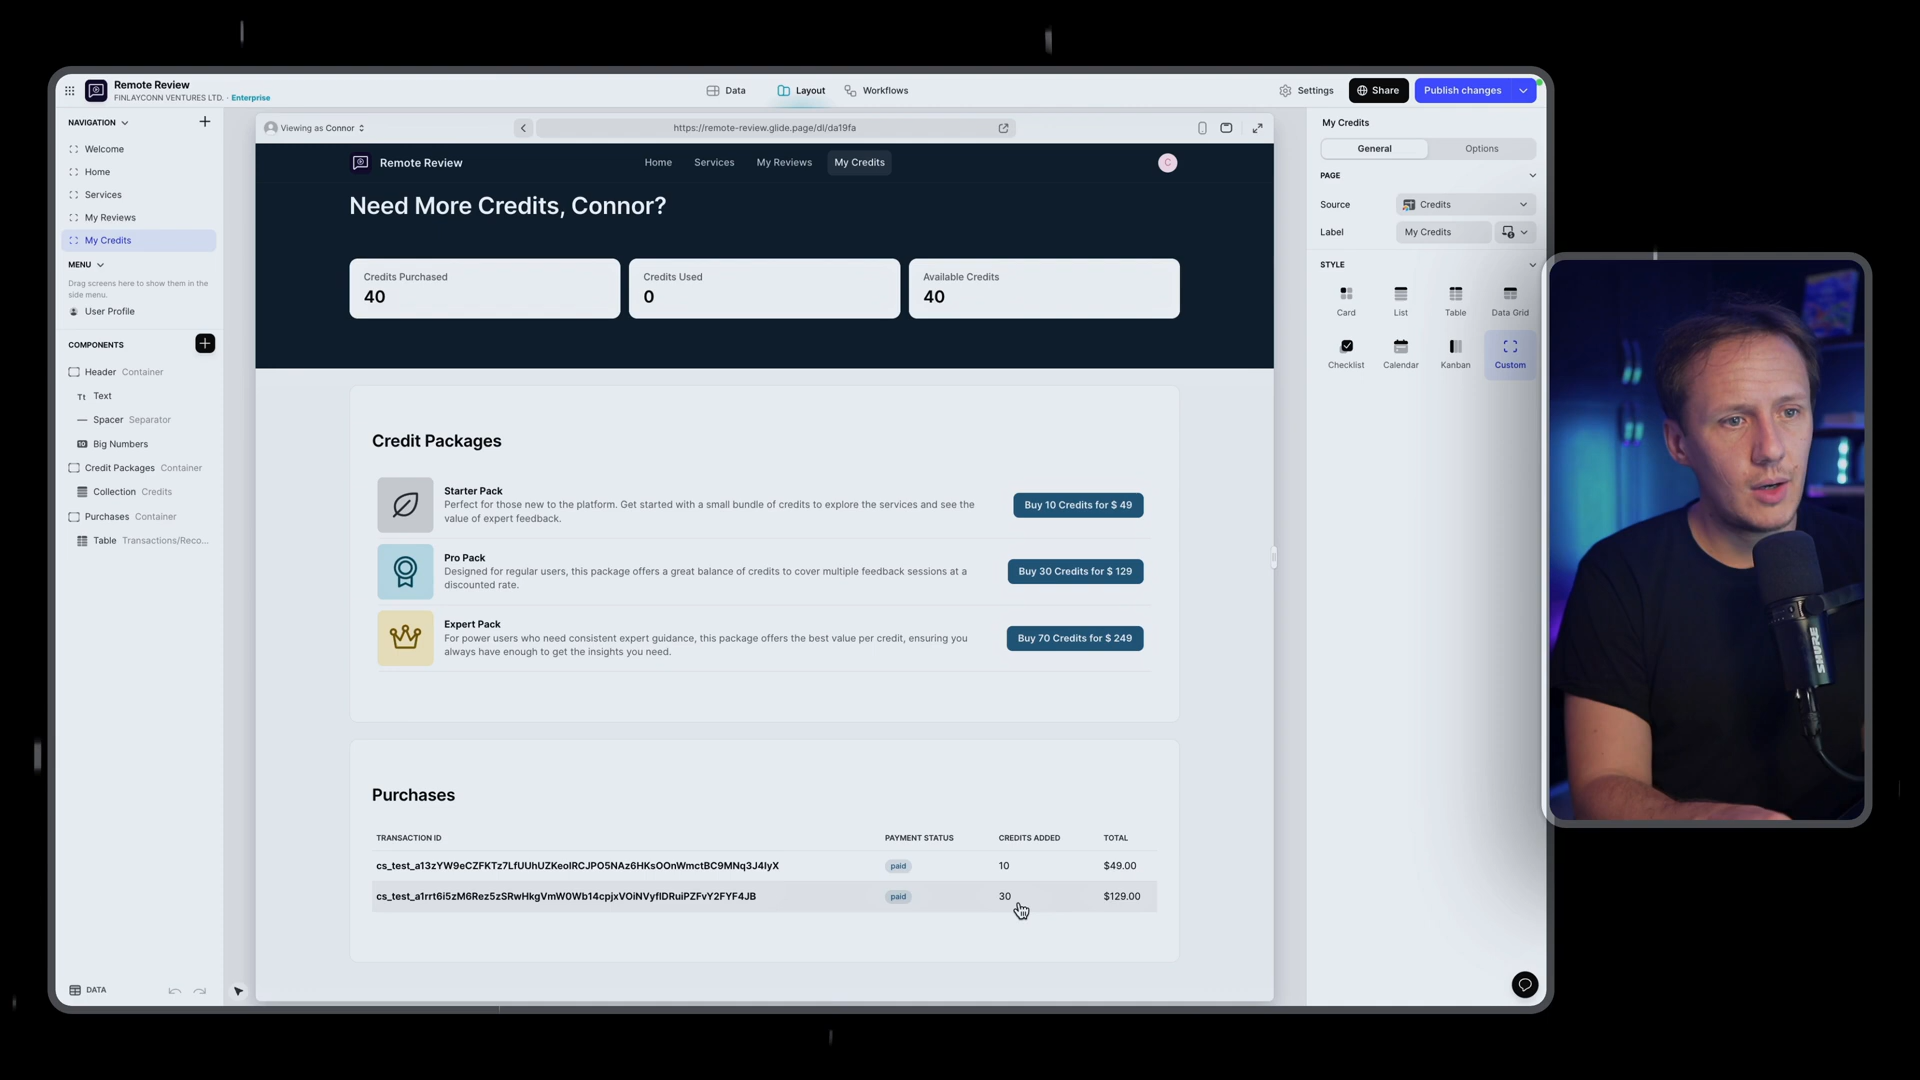 Remote Review
FINLAYCONN VENTURES LTD. · Enterprise
Data
Layout
Workflows
Settings
Share
Publish changes
NAVIGATION
Welcome
Home
Services
My Reviews
My Credits
MENU
Drag screens here to show them in the
side menu.
User Profile
COMPONENTS
Header Container
Tt Text
Spacer Separator
Big Numbers
Credit Packages Container
Collection Credits
Purchases Container
Table Transactions/Reco...
DATA
Viewing as Connor
https://remote-review.glide.page/dl/da19fa
Remote Review
Home
Services
My Reviews
My Credits
C
Need More Credits, Connor?
Credits Purchased
40
Credits Used
0
Available Credits
40
Credit Packages
Starter Pack
Perfect for those new to the platform. Get started with a small bundle of credits to explore the services and see the
value of expert feedback.
Buy 10 Credits for $ 49
Pro Pack
Designed for regular users, this package offers a great balance of credits to cover multiple feedback sessions at a
discounted rate.
Buy 30 Credits for $ 129
Expert Pack
For power users who need consistent expert guidance, this package offers the best value per credit, ensuring you
always have enough to get the insights you need.
Buy 70 Credits for $ 249
Purchases
TRANSACTION ID PAYMENT STATUS CREDITS ADDED TOTAL
paid 10 $49.00
paid 30 $129.00
My Credits
General
Options
PAGE
Source Credits
Label My Credits
STYLE
Card
List
Table
Data Grid
Checklist
Calendar
Kanban
Custom
SHURE